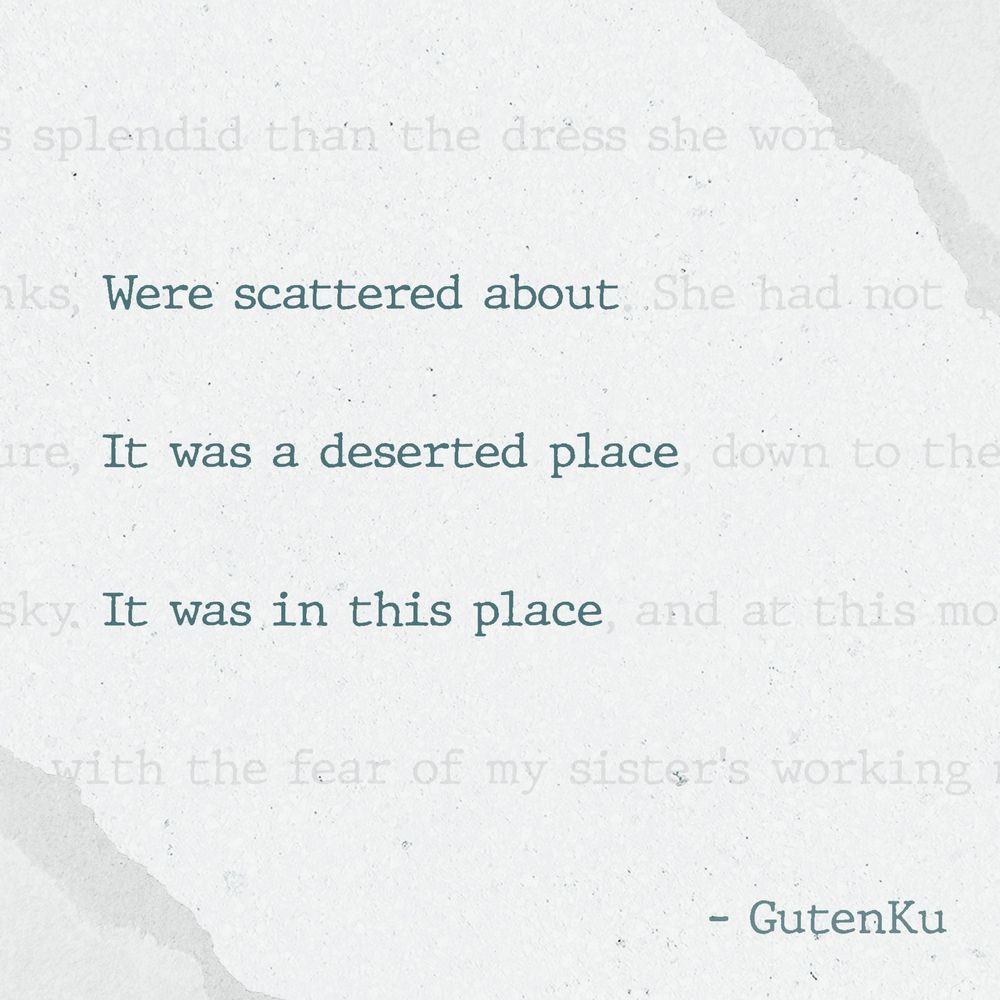 splendid than the dress she wor
Were scattered about. She had not
ure, It was a deserted place, down to the
sky. It was in this place, and at this mo
with the fear of my sister's working
- GutenKu